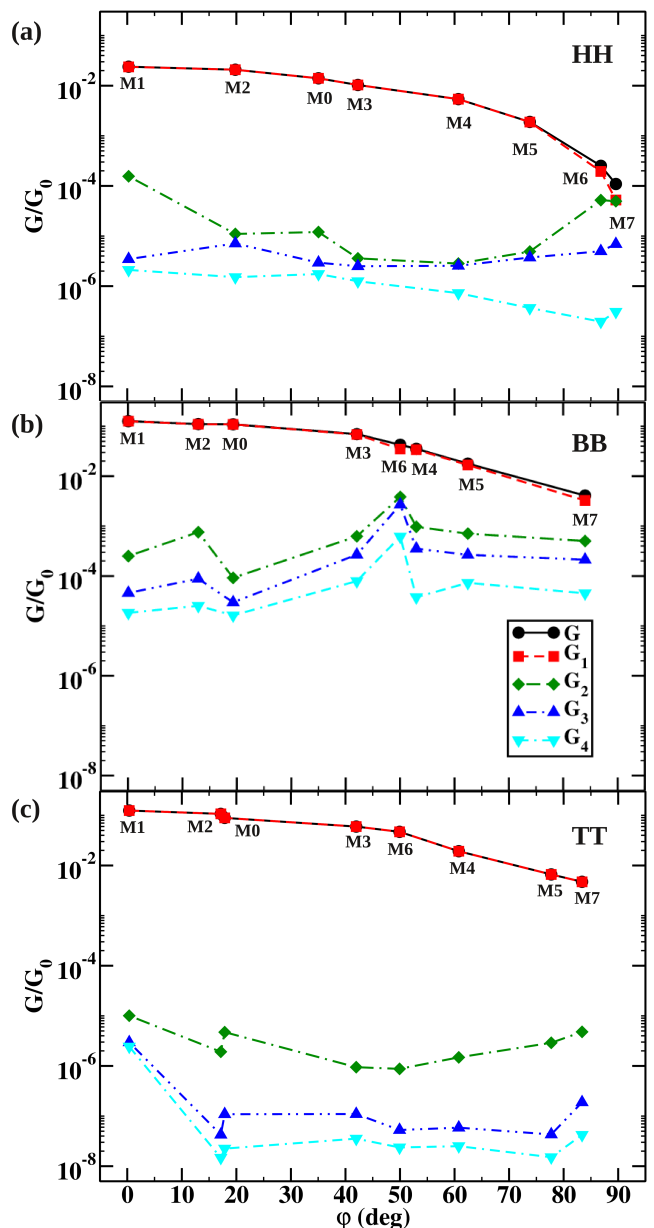 (a)
HH
10⁻²
10⁻⁴
10⁻⁶
10⁻⁸
G/G₀
M1
M2
M0
M3
M4
M5
M6
M7
(b)
BB
10⁻²
10⁻⁴
10⁻⁶
10⁻⁸
G/G₀
M1
M2
M0
M3
M6
M4
M5
M7
G
G₁
G₂
G₃
G₄
(c)
TT
10⁻²
10⁻⁴
10⁻⁶
10⁻⁸
G/G₀
M1
M2
M0
M3
M6
M4
M5
M7
0 10 20 30 40 50 60 70 80 90
φ (deg)